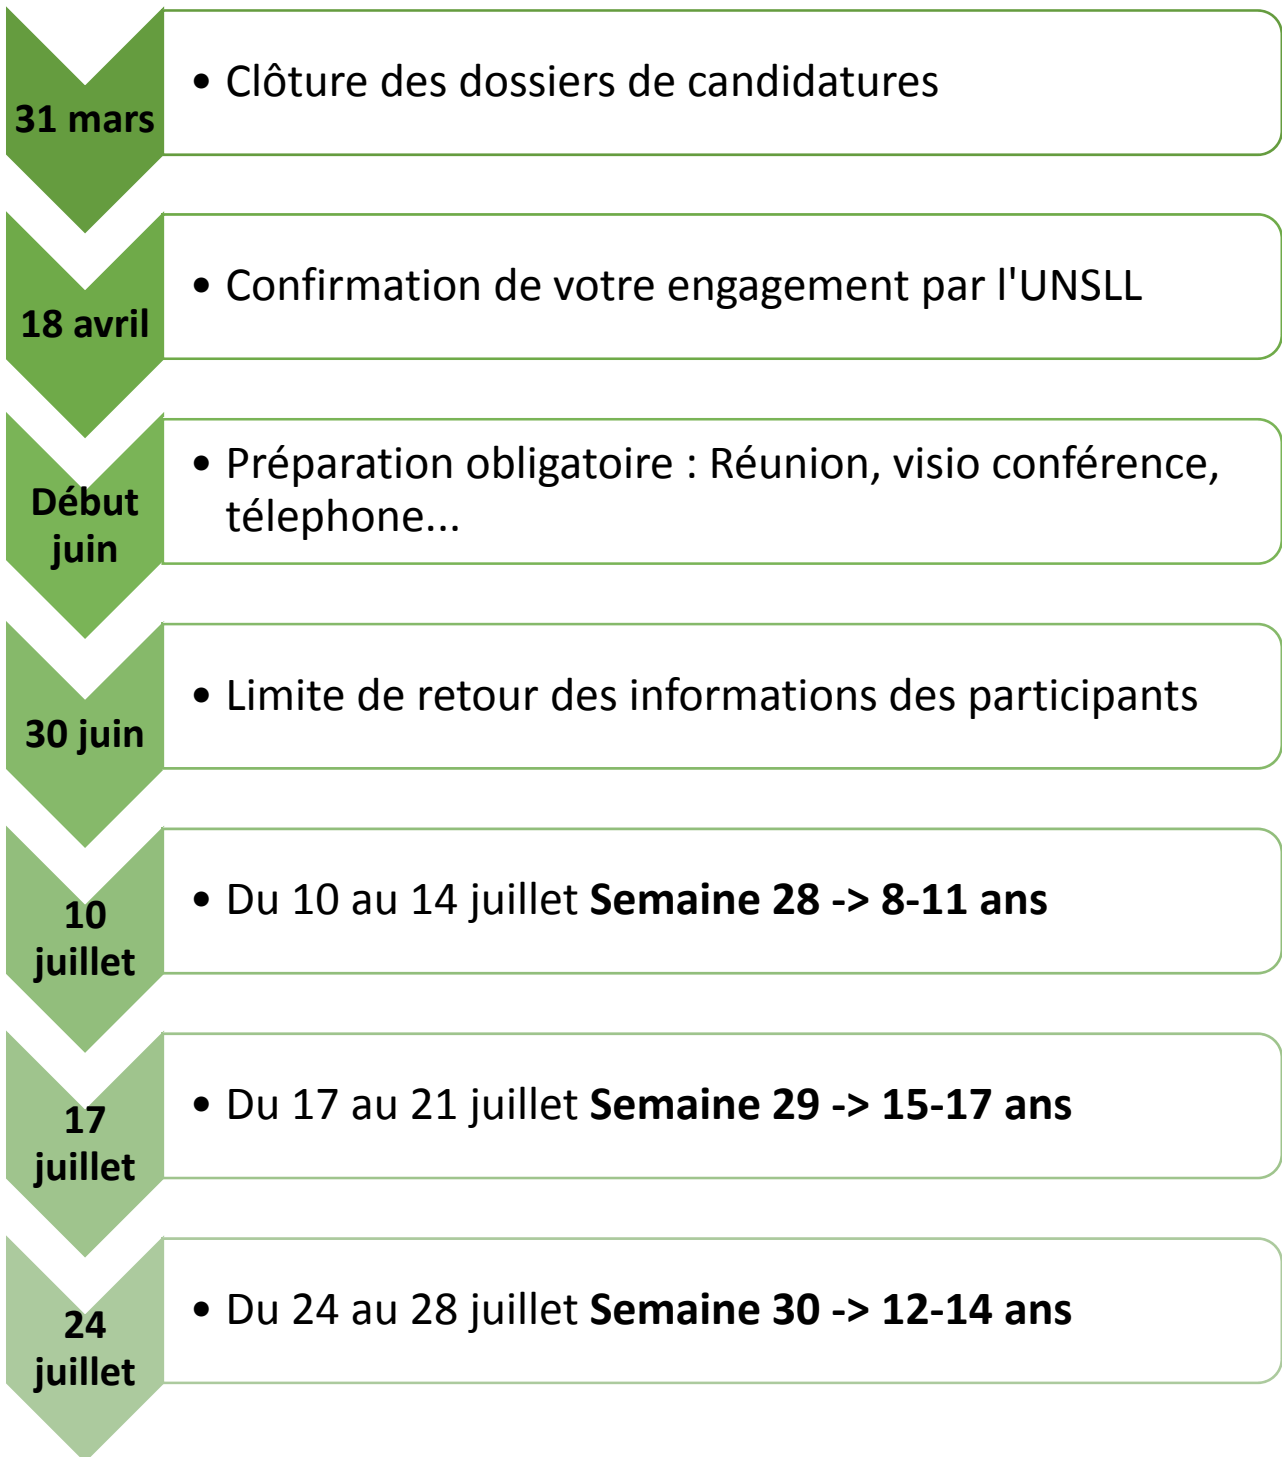 31 mars
• Clôture des dossiers de candidatures
18 avril
• Confirmation de votre engagement par l'UNSLL
Début
juin
• Préparation obligatoire : Réunion, visio conférence,
télephone...
30 juin
• Limite de retour des informations des participants
10
juillet
• Du 10 au 14 juillet Semaine 28 -> 8-11 ans
17
juillet
• Du 17 au 21 juillet Semaine 29 -> 15-17 ans
24
juillet
• Du 24 au 28 juillet Semaine 30 -> 12-14 ans